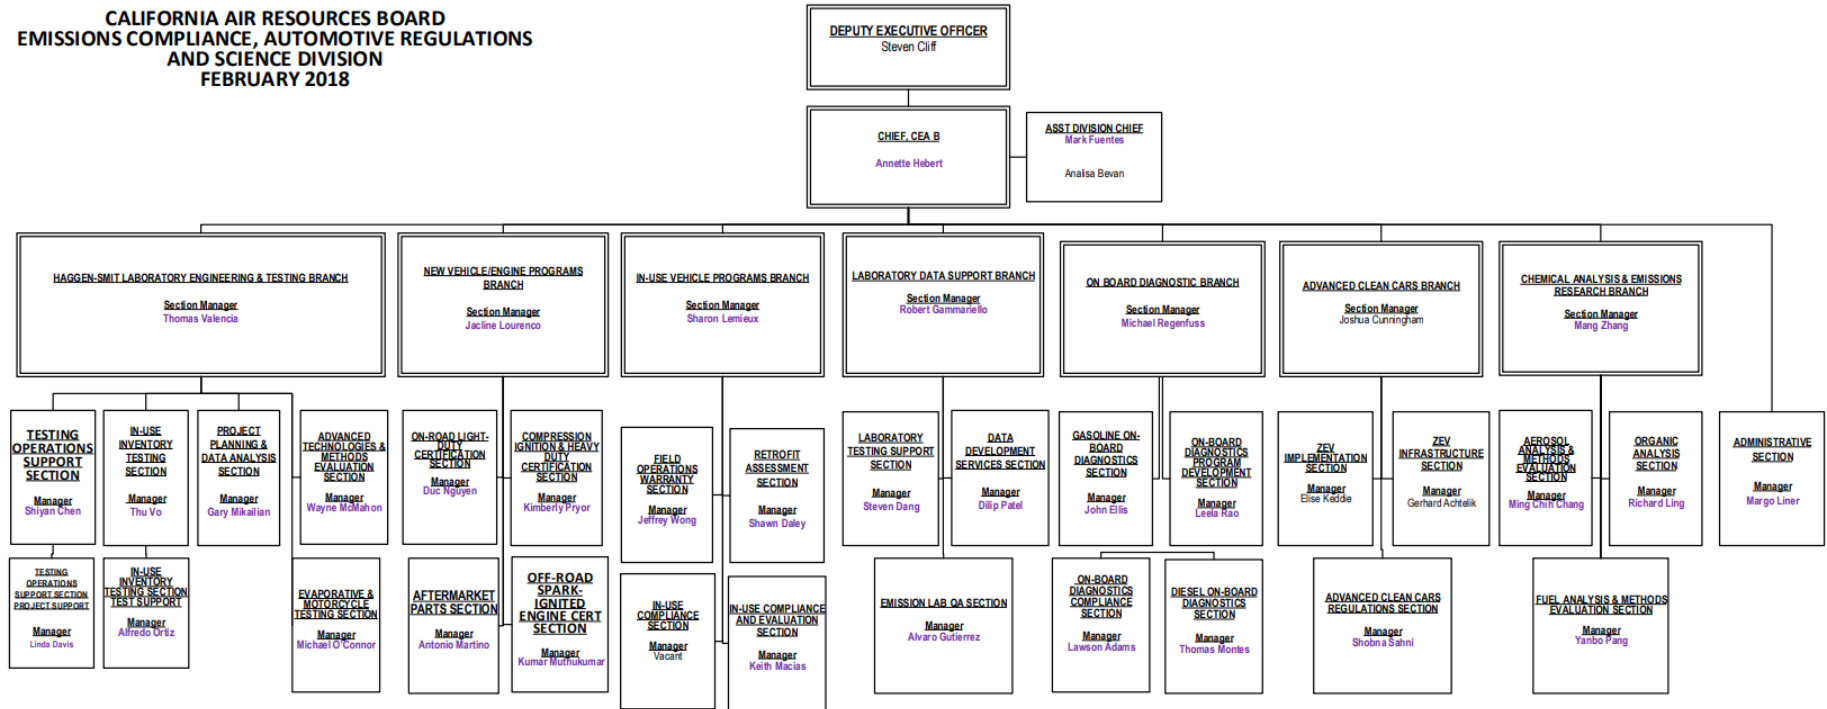 CALIFORNIA AIR RESOURCES BOARD
EMISSIONS COMPLIANCE, AUTOMOTIVE REGULATIONS
AND SCIENCE DIVISION
FEBRUARY 2018
DEPUTY EXECUTIVE OFFICER
Steven Cliff
CHIEF, CEA B
Annette Hebert
ASST DIVISION CHIEF
Mark Fuentes
Analisa Bevan
HAGGEN-SMIT LABORATORY ENGINEERING & TESTING BRANCH
Section Manager
Thomas Valencia
NEW VEHICLE/ENGINE PROGRAMS
BRANCH
Section Manager
Jacline Lourenco
IN-USE VEHICLE PROGRAMS BRANCH
Section Manager
Sharon Lemieux
LABORATORY DATA SUPPORT BRANCH
Section Manager
Robert Gammariello
ON BOARD DIAGNOSTIC BRANCH
Section Manager
Michael Regenfuss
ADVANCED CLEAN CARS BRANCH
Section Manager
Joshua Cunningham
CHEMICAL ANALYSIS & EMISSIONS
RESEARCH BRANCH
Section Manager
Mang Zhang
TESTING
OPERATIONS
SUPPORT
SECTION
Manager
Shiyan Chen
IN-USE
INVENTORY
TESTING
SECTION
Manager
Thu Vo
PROJECT
PLANNING &
DATA ANALYSIS
SECTION
Manager
Gary Mikailian
ADVANCED
TECHNOLOGIES &
METHODS
EVALUATION
SECTION
Manager
Wayne McMahon
ON-ROAD LIGHT-
DUTY
CERTIFICATION
SECTION
Manager
Duc Nguyen
COMPRESSION
IGNITION & HEAVY
DUTY
CERTIFICATION
SECTION
Manager
Kimberly Pryor
FIELD
OPERATIONS
WARRANTY
SECTION
Manager
Jeffrey Wong
RETROFIT
ASSESSMENT
SECTION
Manager
Shawn Daley
LABORATORY
TESTING SUPPORT
SECTION
Manager
Steven Dang
DATA
DEVELOPMENT
SERVICES SECTION
Manager
Dilip Patel
GASOLINE ON-
BOARD
DIAGNOSTICS
SECTION
Manager
John Ellis
ON-BOARD
DIAGNOSTICS
PROGRAM
DEVELOPMENT
SECTION
Manager
Leela Rao
ZEV
IMPLEMENTATION
SECTION
Manager
Elise Keddie
ZEV
INFRASTRUCTURE
SECTION
Manager
Gerhard Achtelik
AEROSOL
ANALYSIS &
METHODS
EVALUATION
SECTION
Manager
Ming Chih Chang
ORGANIC
ANALYSIS
SECTION
Manager
Richard Ling
ADMINISTRATIVE
SECTION
Manager
Margo Liner
TESTING
OPERATIONS
SUPPORT SECTION
PROJECT SUPPORT
Manager
Linda Davis
IN-USE
INVENTORY
TESTING SECTION
TEST SUPPORT
Manager
Alfredo Ortiz
EVAPORATIVE &
MOTORCYCLE
TESTING SECTION
Manager
Michael O'Connor
AFTERMARKET
PARTS SECTION
Manager
Antonio Martino
OFF-ROAD
SPARK-
IGNITED
ENGINE CERT
SECTION
Manager
Kumar Muthukumar
IN-USE
COMPLIANCE
SECTION
Manager
Vacant
IN-USE COMPLIANCE
AND EVALUATION
SECTION
Manager
Keith Macias
EMISSION LAB QA SECTION
Manager
Alvaro Gutierrez
ON-BOARD
DIAGNOSTICS
COMPLIANCE
SECTION
Manager
Lawson Adams
DIESEL ON-BOARD
DIAGNOSTICS
SECTION
Manager
Thomas Montes
ADVANCED CLEAN CARS
REGULATIONS SECTION
Manager
Shobna Sahni
FUEL ANALYSIS & METHODS
EVALUATION SECTION
Manager
Yanbo Pang